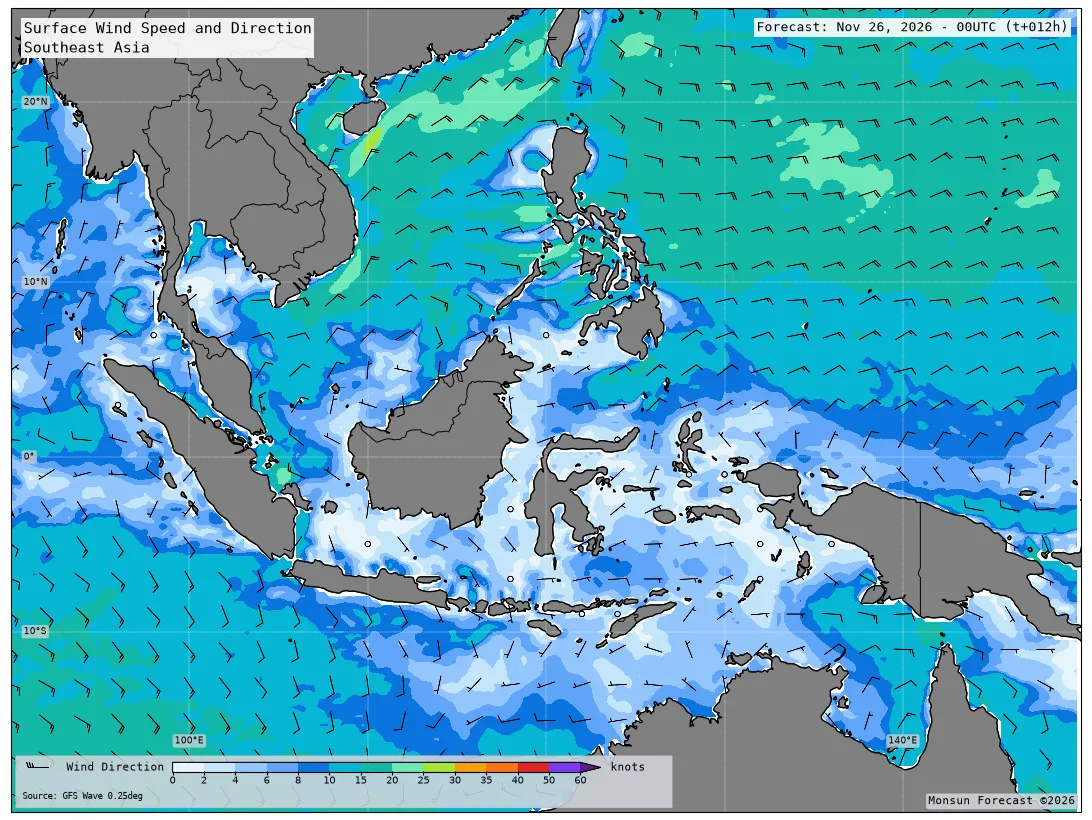 Surface Wind Speed and Direction
Southeast Asia
Forecast: Nov 26, 2026 - 00UTC (t+012h)
20°N
10°N
0°
10°S
100°E
140°E
Wind Direction
0 2 4 6 8 10 15 20 25 30 35 40 50 60
knots
Source: GFS Wave 0.25deg
Monsun Forecast ©2026